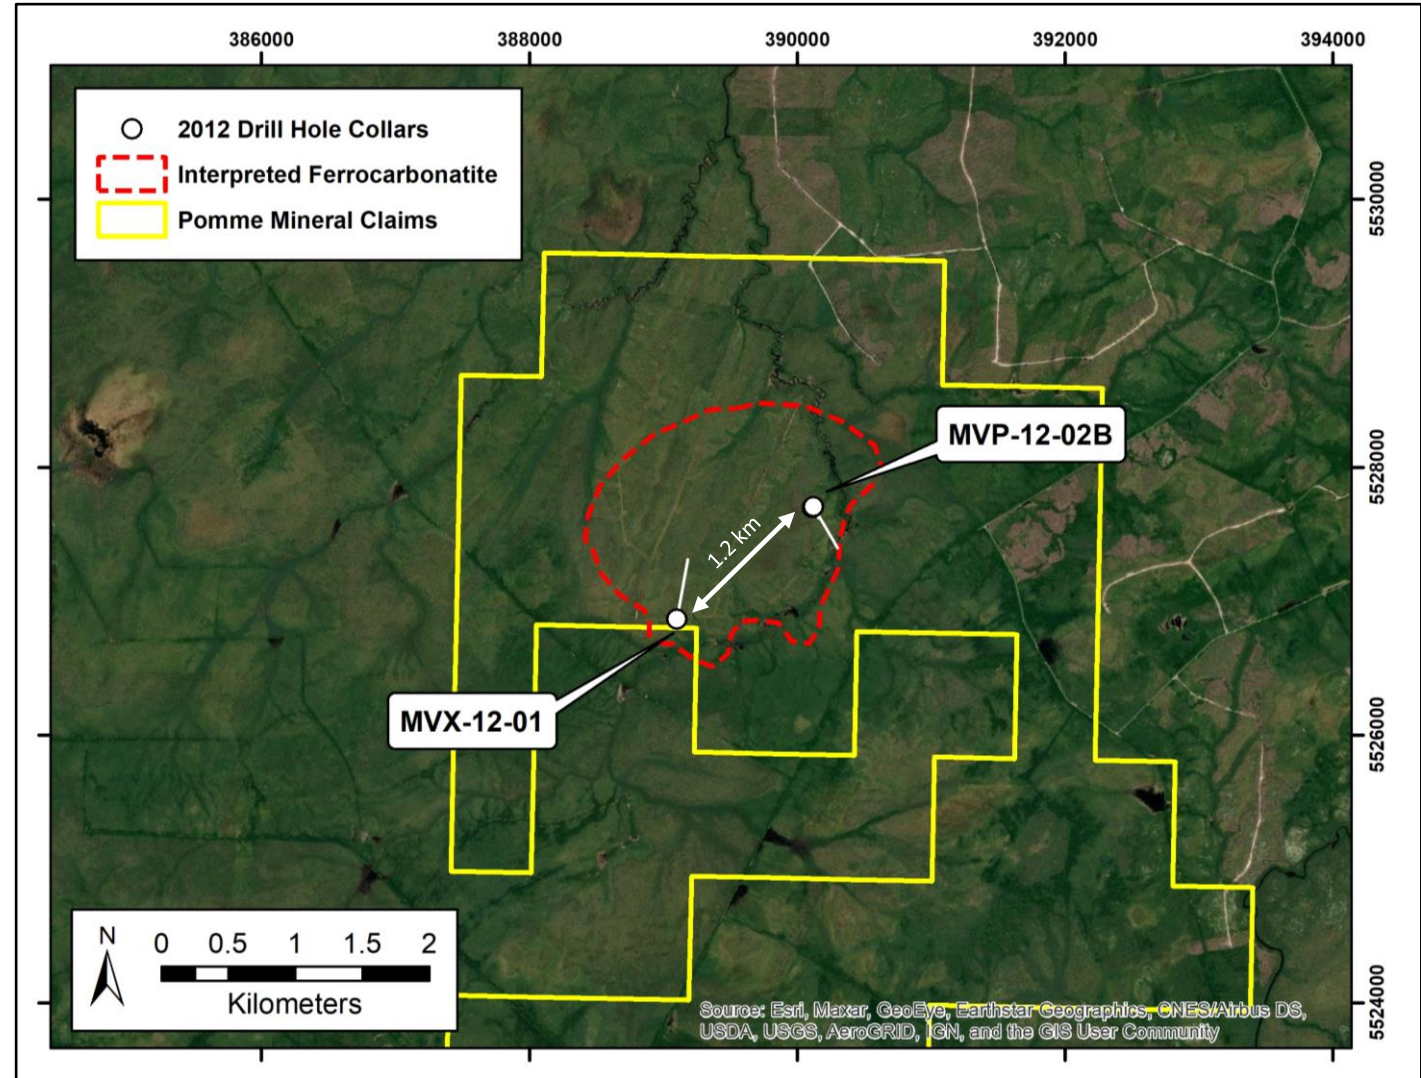 386000 388000 390000 392000 394000
2012 Drill Hole Collars
Interpreted Ferrocarbonatite
Pomme Mineral Claims
5530000
MVP-12-02B
5528000
1.2 km
MVX-12-01
5526000
N 0 0.5 1 1.5 2
Kilometers
5524000
Source: Esri, Maxar, GeoEye, Earthstar Geographics, CNES/Airbus DS,
USDA, USGS, AeroGRID, IGN, and the GIS User Community